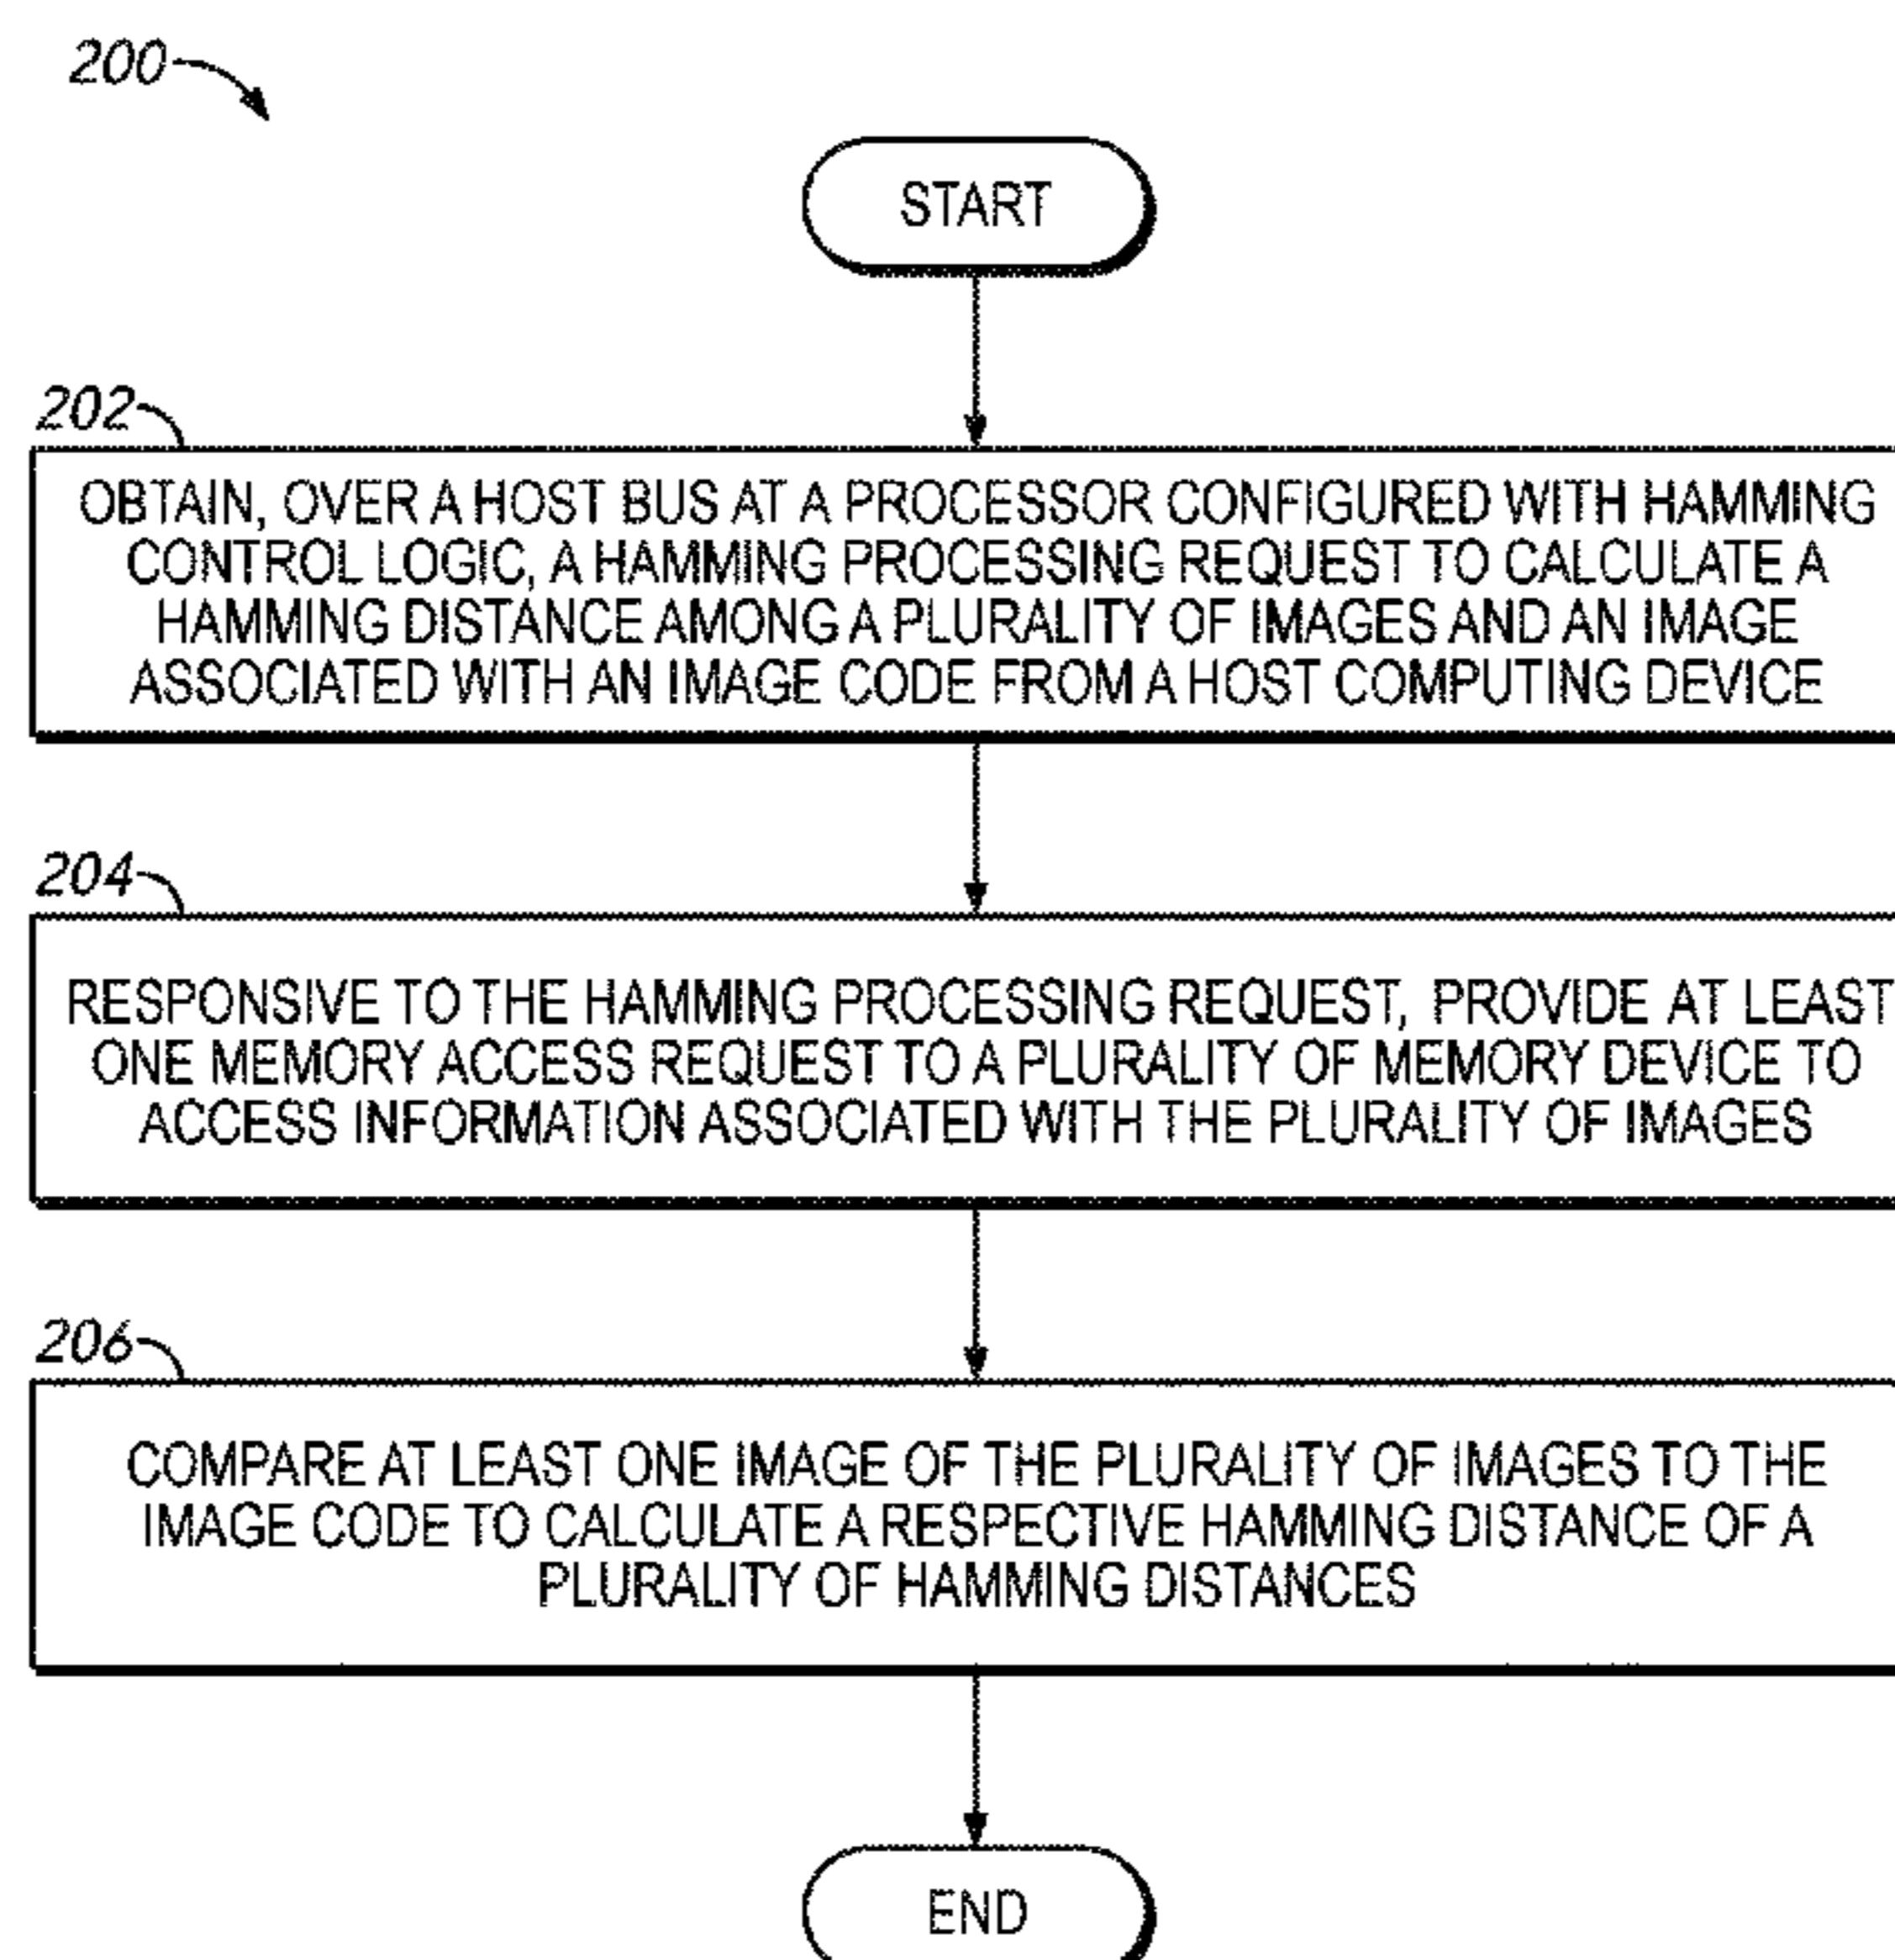 200
START
202
OBTAIN, OVER A HOST BUS AT A PROCESSOR CONFIGURED WITH HAMMING
CONTROL LOGIC, A HAMMING PROCESSING REQUEST TO CALCULATE A
HAMMING DISTANCE AMONG A PLURALITY OF IMAGES AND AN IMAGE
ASSOCIATED WITH AN IMAGE CODE FROM A HOST COMPUTING DEVICE
204
RESPONSIVE TO THE HAMMING PROCESSING REQUEST, PROVIDE AT LEAST
ONE MEMORY ACCESS REQUEST TO A PLURALITY OF MEMORY DEVICE TO
ACCESS INFORMATION ASSOCIATED WITH THE PLURALITY OF IMAGES
206
COMPARE AT LEAST ONE IMAGE OF THE PLURALITY OF IMAGES TO THE
IMAGE CODE TO CALCULATE A RESPECTIVE HAMMING DISTANCE OF A
PLURALITY OF HAMMING DISTANCES
END